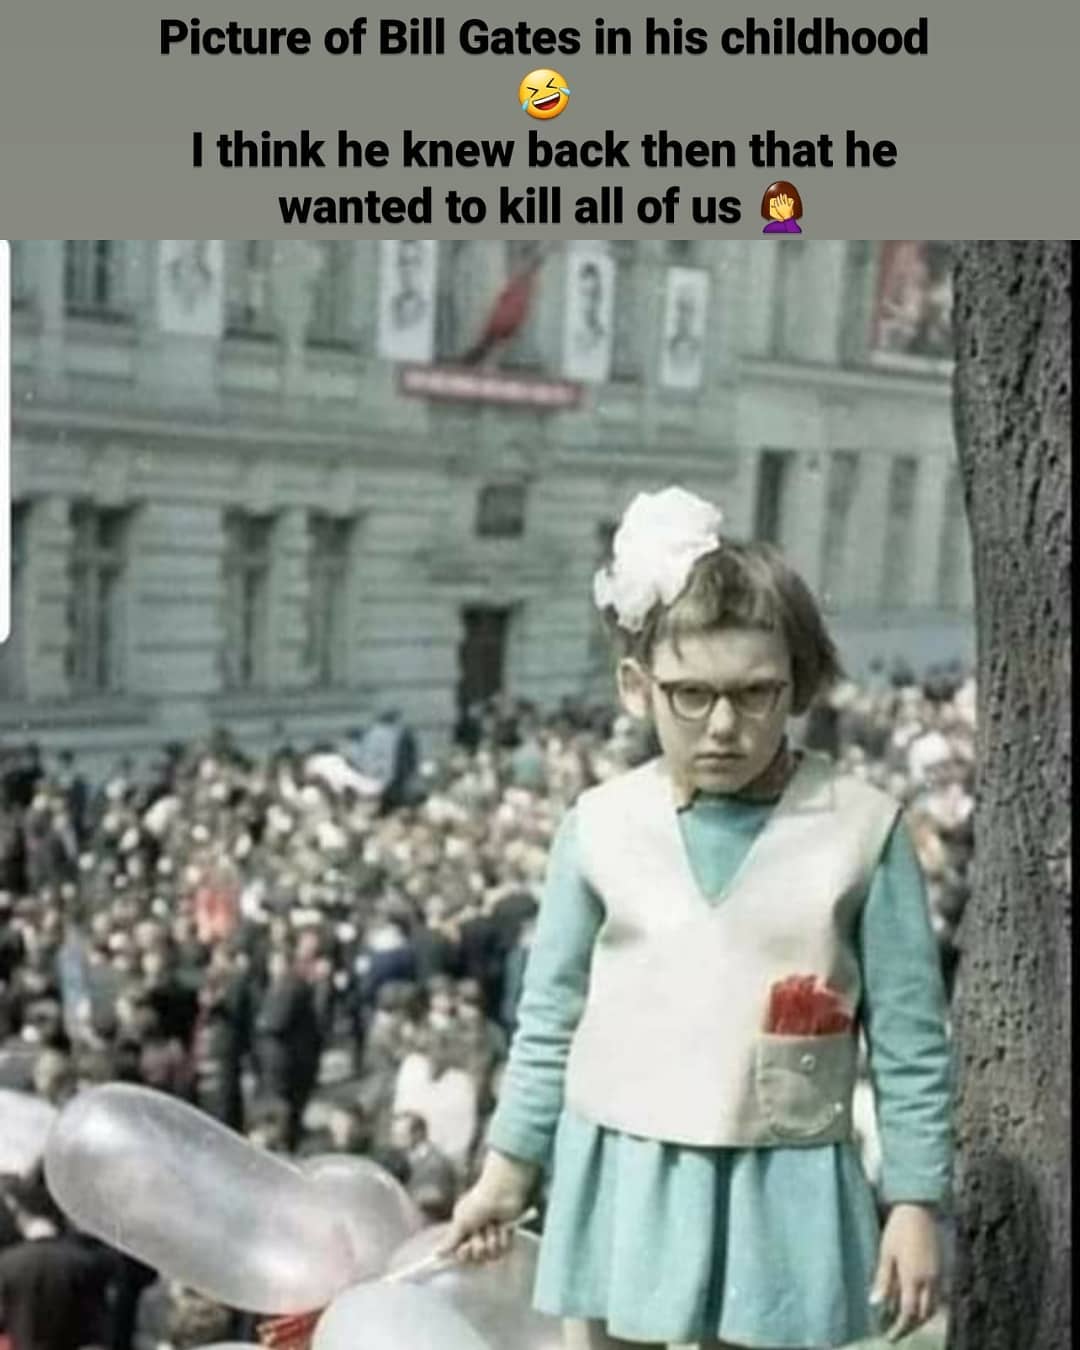 Picture of Bill Gates in his childhood
🤣
I think he knew back then that he
wanted to kill all of us 🤦‍♀️